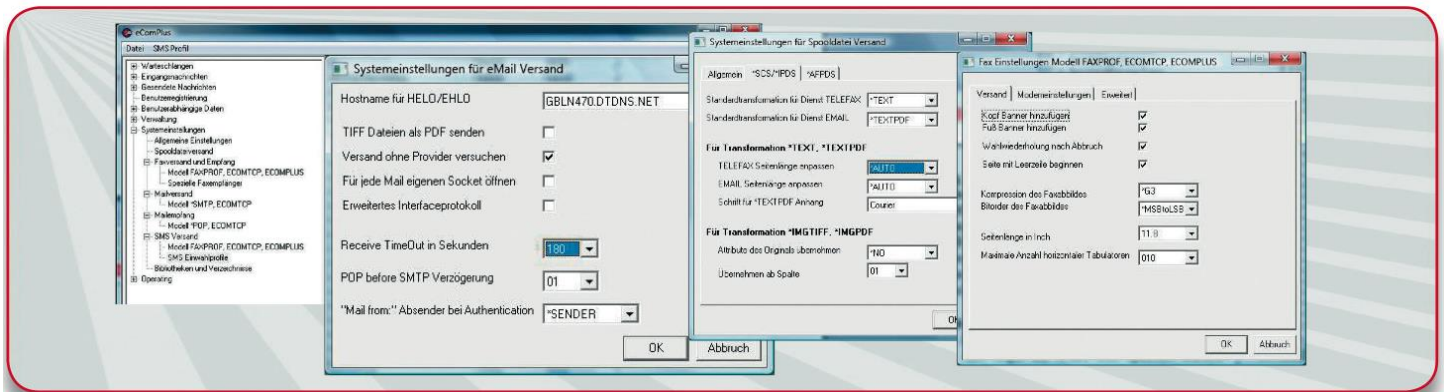 eComPlus
Datei SMS Profil
Warteschlangen
Eingangsnachrichten
Gesendete Nachrichten
Benutzerregistrierung
Benutzerabhängige Daten
Verwaltung
Systemeinstellungen
Allgemeine Einstellungen
Spooldateiversand
Faxversand und Empfang
Modell FAXPROF, ECOMTCP, ECOMPLUS
Spezielle Faxempfänger
Mailversand
Modell *SMTP, ECOMTCP
Mailempfang
Modell *POP, ECOMTCP
SMS Versand
Modell FAXPROF, ECOMTCP, ECOMPLUS
SMS Einwahlprofile
Bibliotheken und Verzeichnisse
Operating
Systemeinstellungen für eMail Versand
Hostname für HELO/EHLO GBLN470.DTDNS.NET
TIFF Dateien als PDF senden
Versand ohne Provider versuchen
Für jede Mail eigenen Socket öffnen
Erweitertes Interfaceprotokoll
Receive TimeOut in Sekunden 180
POP before SMTP Verzögerung 01
"Mail from:" Absender bei Authentication *SENDER
OK Abbruch
Systemeinstellungen für Spooldatei Versand
Allgemein *SCS/*IPDS *AFPDS
Standardtransformation für Dienst TELEFAX *TEXT
Standardtransformation für Dienst EMAIL *TEXTPDF
Für Transformation *TEXT, *TEXTPDF
TELEFAX Seitenlänge anpassen *AUTO
EMAIL Seitenlänge anpassen *AUTO
Schrift für *TEXTPDF Anhang Courier
Für Transformation *IMGTIFF, *IMGPDF
Attribute des Originals übernehmen *NO
Übernehmen ab Spalte 01
Fax Einstellungen Modell FAXPROF, ECOMTCP, ECOMPLUS
Versand Modemeinstellungen Erweitert
Kopf Banner hinzufügen
Fuß Banner hinzufügen
Wahlwiederholung nach Abbruch
Seite mit Leerzeile beginnen
Kompression des Faxabbildes *G3
Bitorder des Faxabbildes *MSBtoLSB
Seitenlänge in Inch 11.8
Maximale Anzahl horizontaler Tabulatoren 010
OK Abbruch